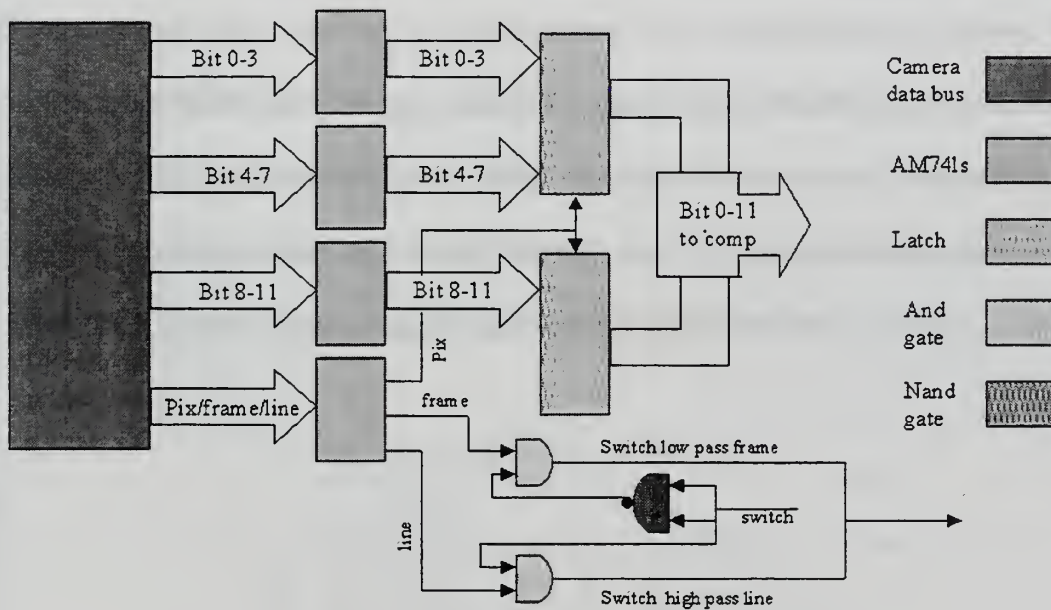 Bit 0-3
Bit 0-3
Bit 4-7
Bit 4-7
Bit 8-11
Bit 8-11
Pix/frame/line
Pix
frame
line
Bit 0-11
to comp
Switch low pass frame
switch
Switch high pass line
Camera
data bus
AM741s
Latch
And
gate
Nand
gate